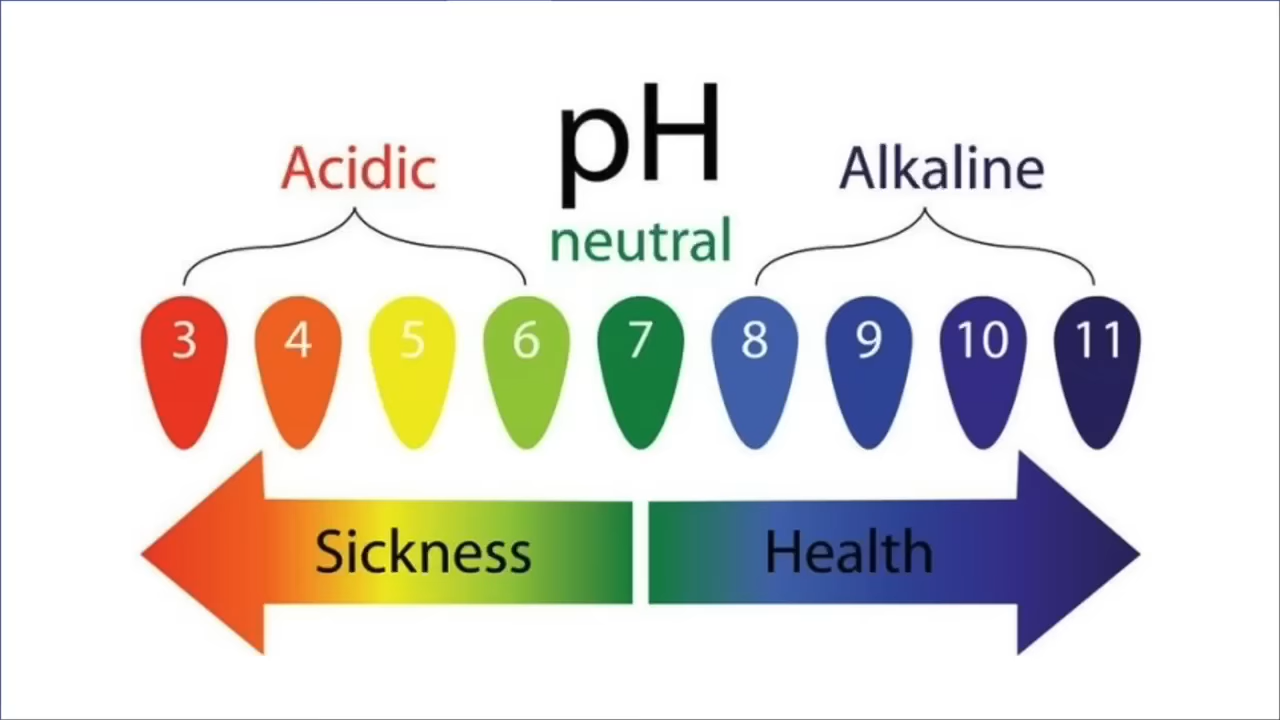 pH
Acidic
Alkaline
neutral
3 4 5 6 7 8 9 10 11
Sickness
Health